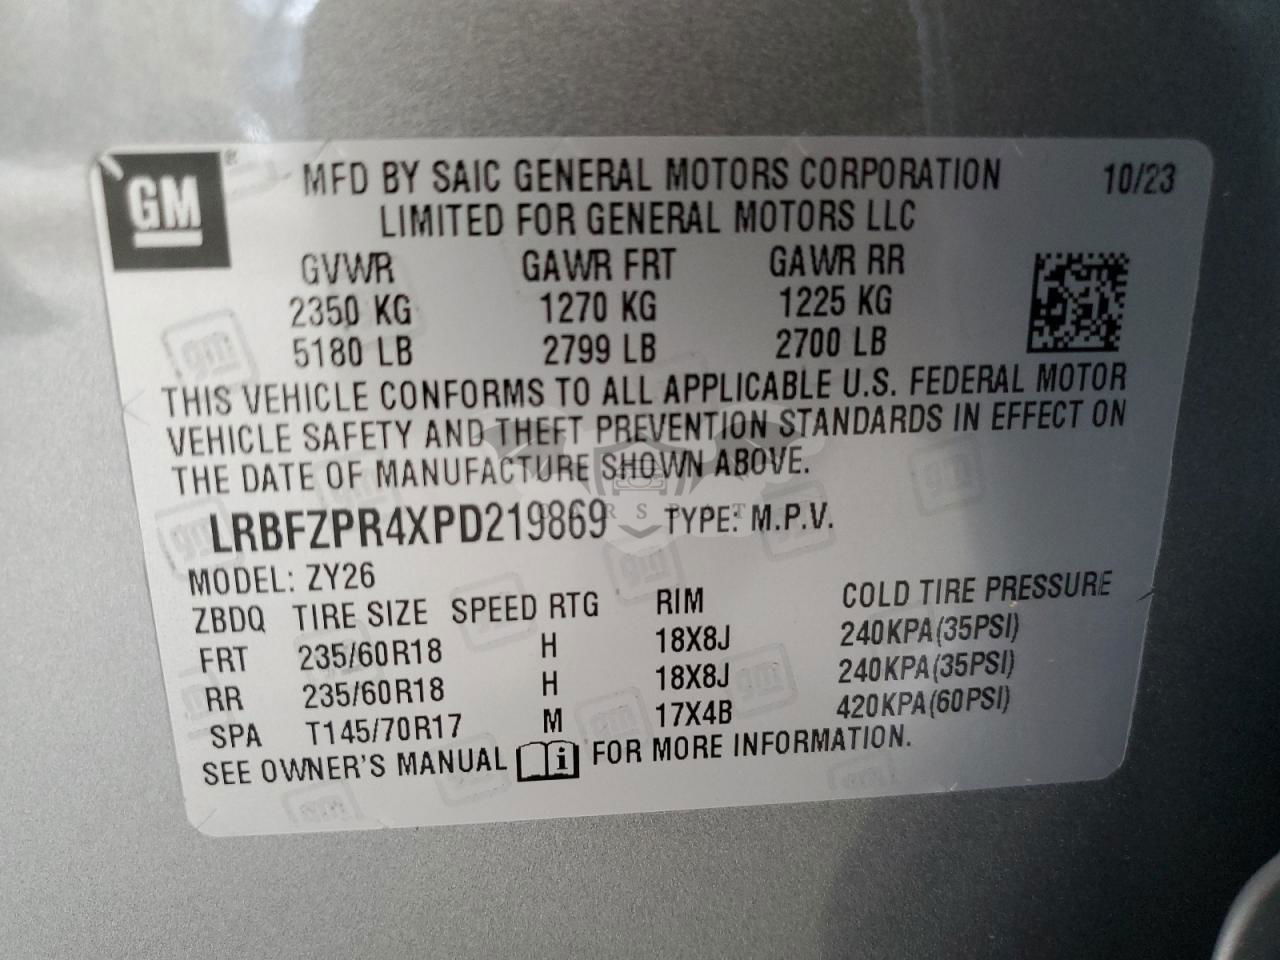 GM ® MFD BY SAIC GENERAL MOTORS CORPORATION 10/23
LIMITED FOR GENERAL MOTORS LLC
GVWR GAWR FRT GAWR RR
2350 KG 1270 KG 1225 KG
5180 LB 2799 LB 2700 LB
THIS VEHICLE CONFORMS TO ALL APPLICABLE U.S. FEDERAL MOTOR
VEHICLE SAFETY AND THEFT PREVENTION STANDARDS IN EFFECT ON
THE DATE OF MANUFACTURE SHOWN ABOVE.
LRBFZPR4XPD219869 TYPE: M.P.V.
MODEL: ZY26
ZBDQ TIRE SIZE SPEED RTG RIM COLD TIRE PRESSURE
FRT 235/60R18 H 18X8J 240KPA(35PSI)
RR 235/60R18 H 18X8J 240KPA(35PSI)
SPA T145/70R17 M 17X4B 420KPA(60PSI)
SEE OWNER'S MANUAL i FOR MORE INFORMATION.